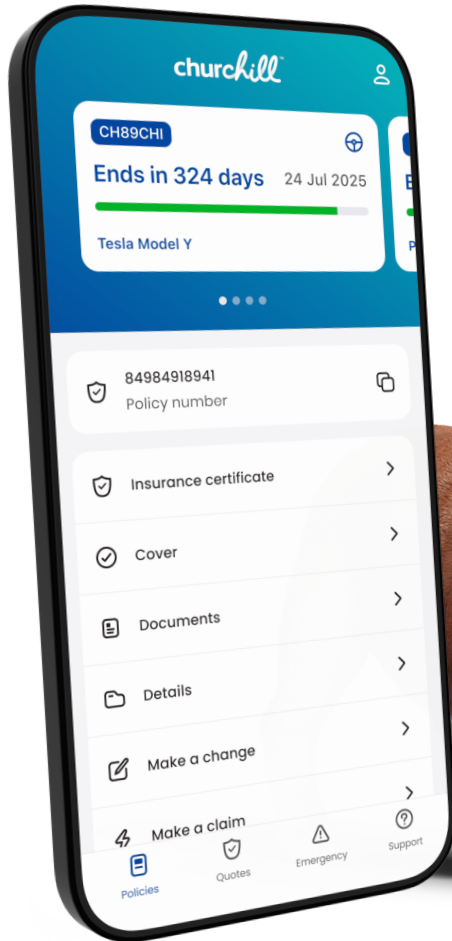 churchill™
CH89CHI
Ends in 324 days
24 Jul 2025
Tesla Model Y
84984918941
Policy number
Insurance certificate
Cover
Documents
Details
Make a change
Make a claim
Policies
Quotes
Emergency
Support